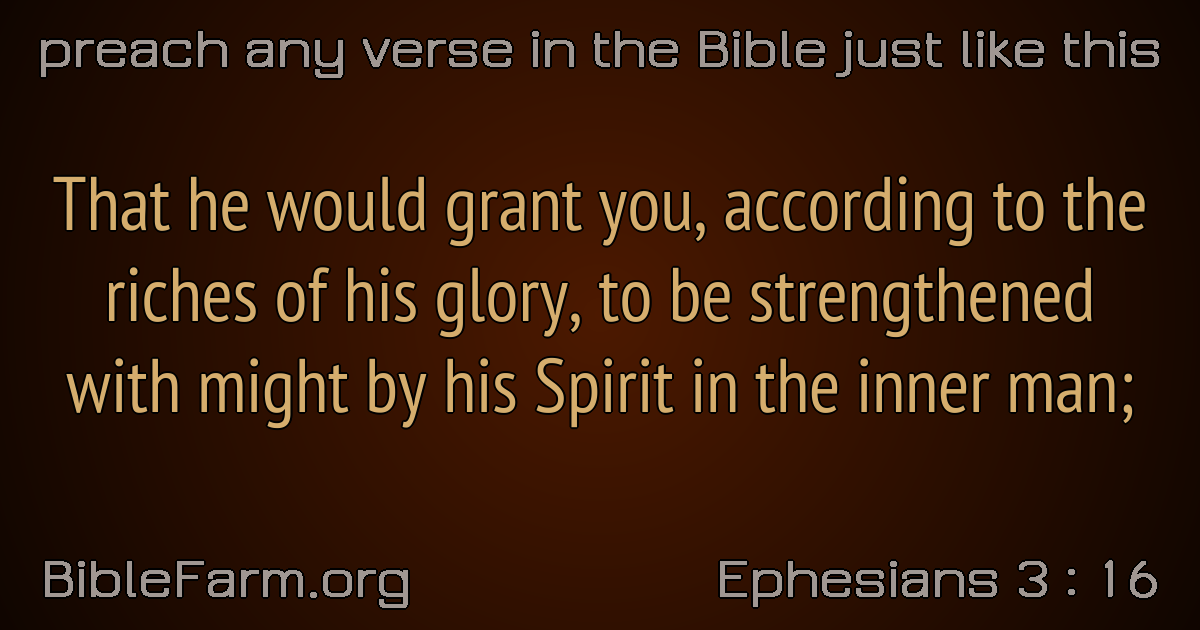 preach any verse in the Bible just like this
That he would grant you, according to the
riches of his glory, to be strengthened
with might by his Spirit in the inner man;
BibleFarm.org
Ephesians 3 : 16